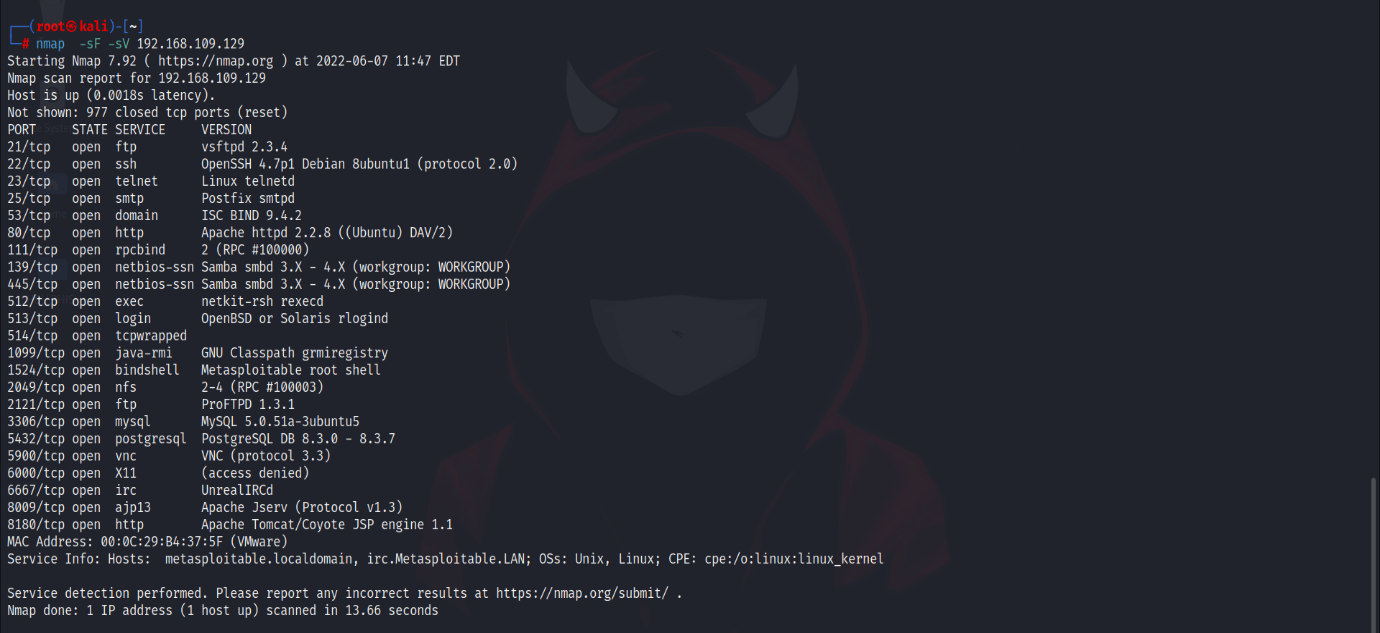 ┌──(root㉿kali)-[~]
└─# nmap  -sF -sV 192.168.109.129
Starting Nmap 7.92 ( https://nmap.org ) at 2022-06-07 11:47 EDT
Nmap scan report for 192.168.109.129
Host is up (0.0018s latency).
Not shown: 977 closed tcp ports (reset)
PORT     STATE SERVICE     VERSION
21/tcp   open  ftp         vsftpd 2.3.4
22/tcp   open  ssh         OpenSSH 4.7p1 Debian 8ubuntu1 (protocol 2.0)
23/tcp   open  telnet      Linux telnetd
25/tcp   open  smtp        Postfix smtpd
53/tcp   open  domain      ISC BIND 9.4.2
80/tcp   open  http        Apache httpd 2.2.8 ((Ubuntu) DAV/2)
111/tcp  open  rpcbind     2 (RPC #100000)
139/tcp  open  netbios-ssn Samba smbd 3.X - 4.X (workgroup: WORKGROUP)
445/tcp  open  netbios-ssn Samba smbd 3.X - 4.X (workgroup: WORKGROUP)
512/tcp  open  exec        netkit-rsh rexecd
513/tcp  open  login       OpenBSD or Solaris rlogind
514/tcp  open  tcpwrapped
1099/tcp open  java-rmi    GNU Classpath grmiregistry
1524/tcp open  bindshell   Metasploitable root shell
2049/tcp open  nfs         2-4 (RPC #100003)
2121/tcp open  ftp         ProFTPD 1.3.1
3306/tcp open  mysql       MySQL 5.0.51a-3ubuntu5
5432/tcp open  postgresql  PostgreSQL DB 8.3.0 - 8.3.7
5900/tcp open  vnc         VNC (protocol 3.3)
6000/tcp open  X11         (access denied)
6667/tcp open  irc         UnrealIRCd
8009/tcp open  ajp13       Apache Jserv (Protocol v1.3)
8180/tcp open  http        Apache Tomcat/Coyote JSP engine 1.1
MAC Address: 00:0C:29:B4:37:5F (VMware)
Service Info: Hosts:  metasploitable.localdomain, irc.Metasploitable.LAN; OSs: Unix, Linux; CPE: cpe:/o:linux:linux_kernel

Service detection performed. Please report any incorrect results at https://nmap.org/submit/ .
Nmap done: 1 IP address (1 host up) scanned in 13.66 seconds